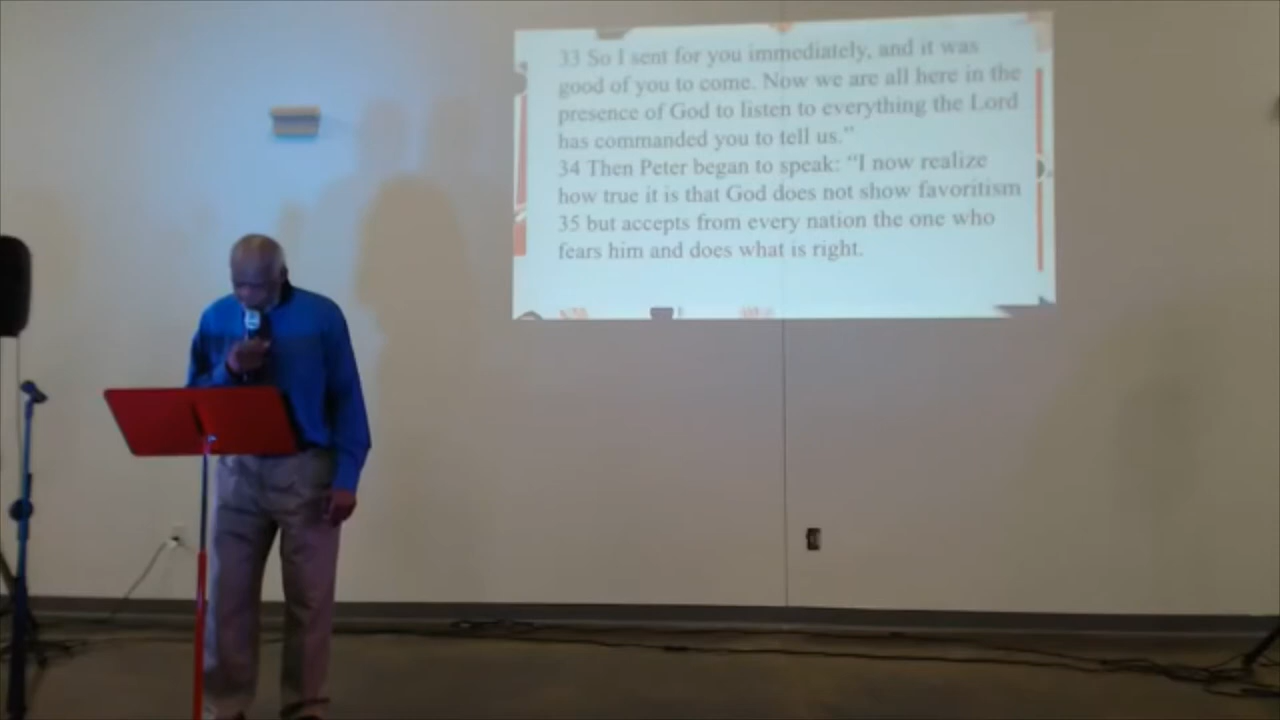 33 So I sent for you immediately, and it was
good of you to come. Now we are all here in the
presence of God to listen to everything the Lord
has commanded you to tell us.”
34 Then Peter began to speak: “I now realize
how true it is that God does not show favoritism
35 but accepts from every nation the one who
fears him and does what is right.